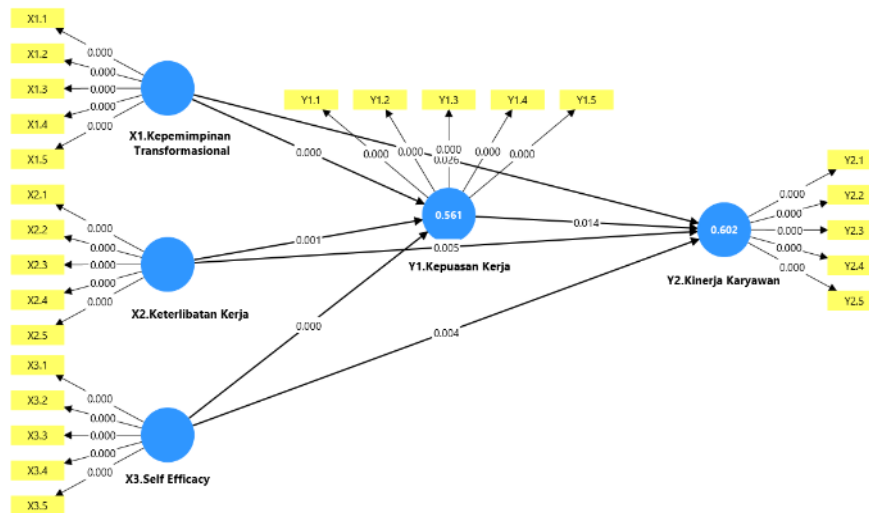 X1.1
X1.2
X1.3
X1.4
X1.5
0.000
0.000
0.000
0.000
0.000
X1.Kepemimpinan
Transformasional
X2.1
X2.2
X2.3
X2.4
X2.5
0.000
0.000
0.000
0.000
0.000
X2.Keterlibatan Kerja
X3.1
X3.2
X3.3
X3.4
X3.5
0.000
0.000
0.000
0.000
0.000
X3.Self Efficacy
0.000
0.001
0.000
Y1.1
Y1.2
Y1.3
Y1.4
Y1.5
0.000
0.000
0.000
0.000
0.000
0.026
0.561
Y1.Kepuasan Kerja
0.014
0.005
0.004
0.602
Y2.Kinerja Karyawan
0.000
0.000
0.000
0.000
0.000
Y2.1
Y2.2
Y2.3
Y2.4
Y2.5